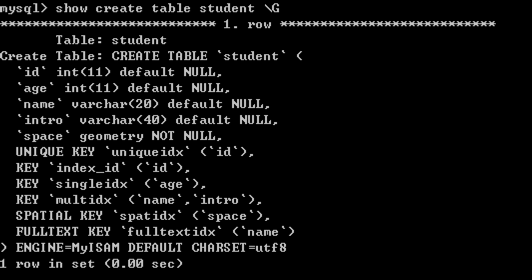 mysql> show create table student \G
*************************** 1. row ***************************
Table: student
Create Table: CREATE TABLE `student` (
`id` int(11) default NULL,
`age` int(11) default NULL,
`name` varchar(20) default NULL,
`intro` varchar(40) default NULL,
`space` geometry NOT NULL,
UNIQUE KEY `uniqueidx` (`id`),
KEY `index_id` (`id`),
KEY `singleidx` (`age`),
KEY `multidx` (`name`,`intro`),
SPATIAL KEY `spatidx` (`space`),
FULLTEXT KEY `fulltextidx` (`name`)
) ENGINE=MyISAM DEFAULT CHARSET=utf8
1 row in set (0.00 sec)